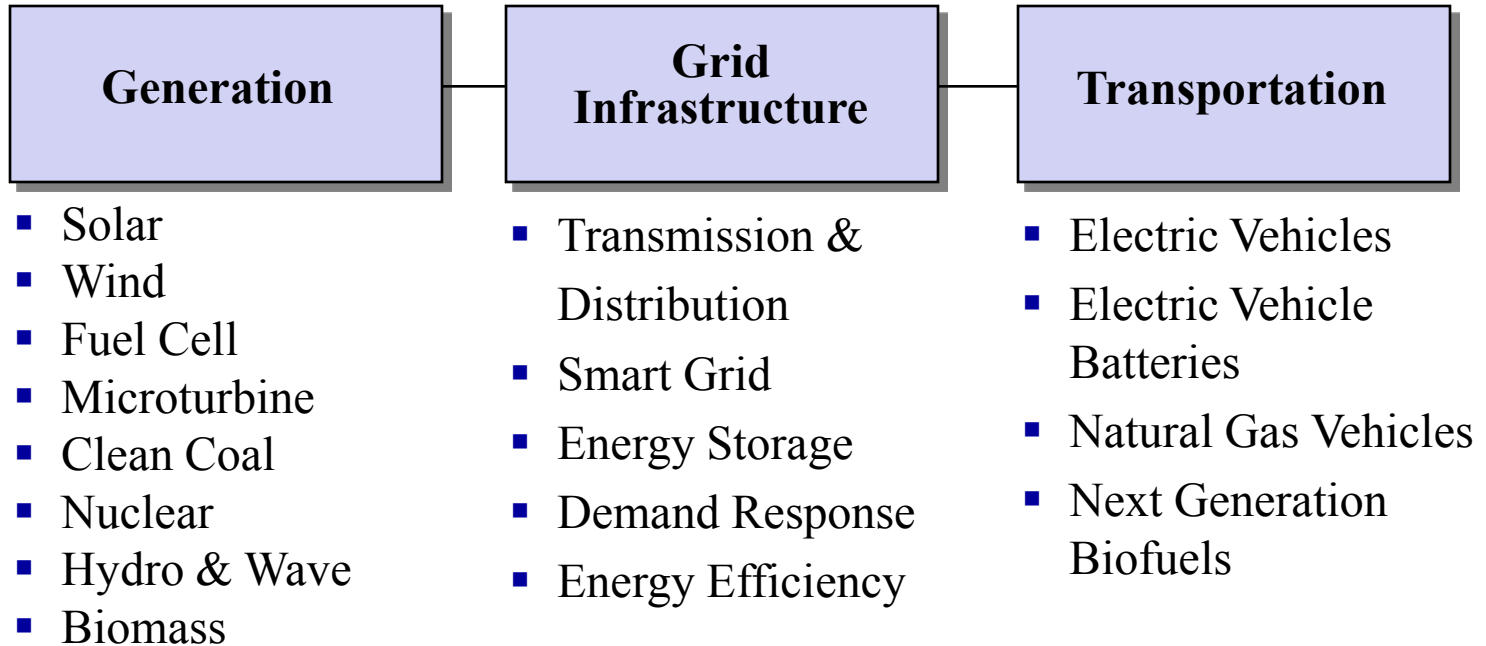 Generation
Solar
Wind
Fuel Cell
Microturbine
Clean Coal
Nuclear
Hydro & Wave
Biomass
Grid
Infrastructure
Transmission &
Distribution
Smart Grid
Energy Storage
Demand Response
Energy Efficiency
Transportation
Electric Vehicles
Electric Vehicle
Batteries
Natural Gas Vehicles
Next Generation
Biofuels